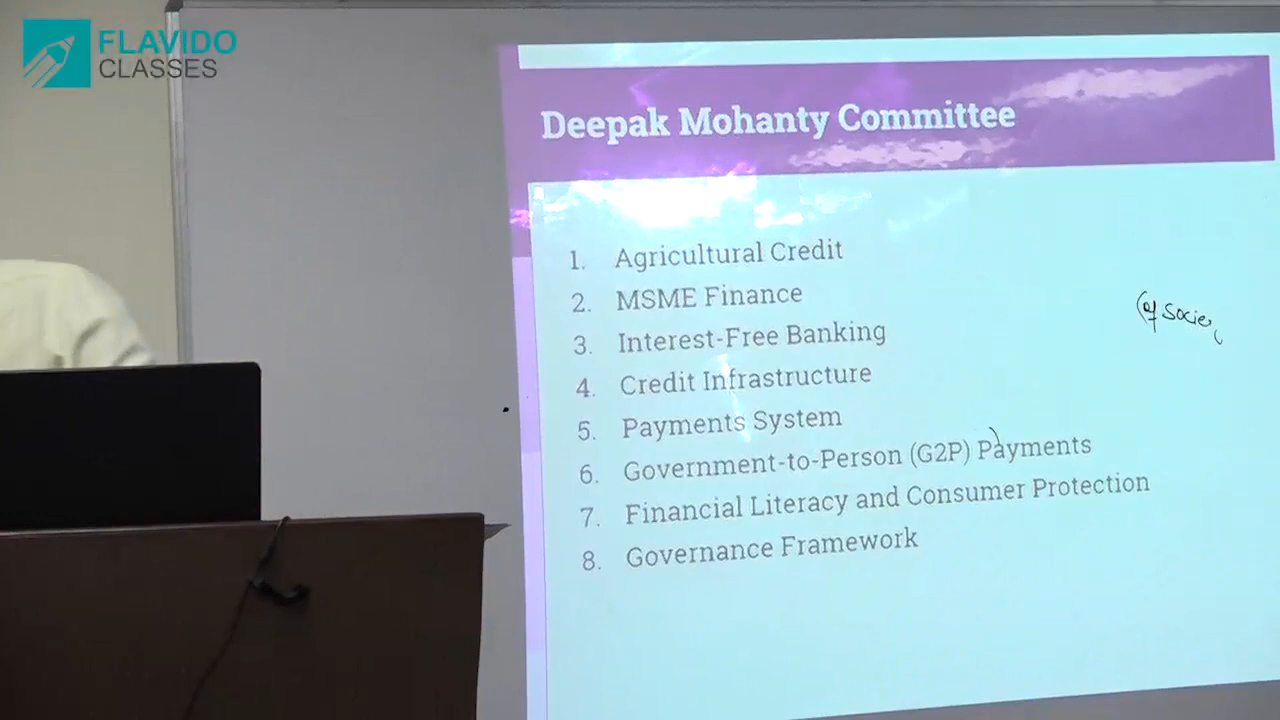 FLAVIDO
CLASSES
Deepak Mohanty Committee
1. Agricultural Credit
2. MSME Finance
3. Interest-Free Banking
4. Credit Infrastructure
5. Payments System
6. Government-to-Person (G2P) Payments
7. Financial Literacy and Consumer Protection
8. Governance Framework